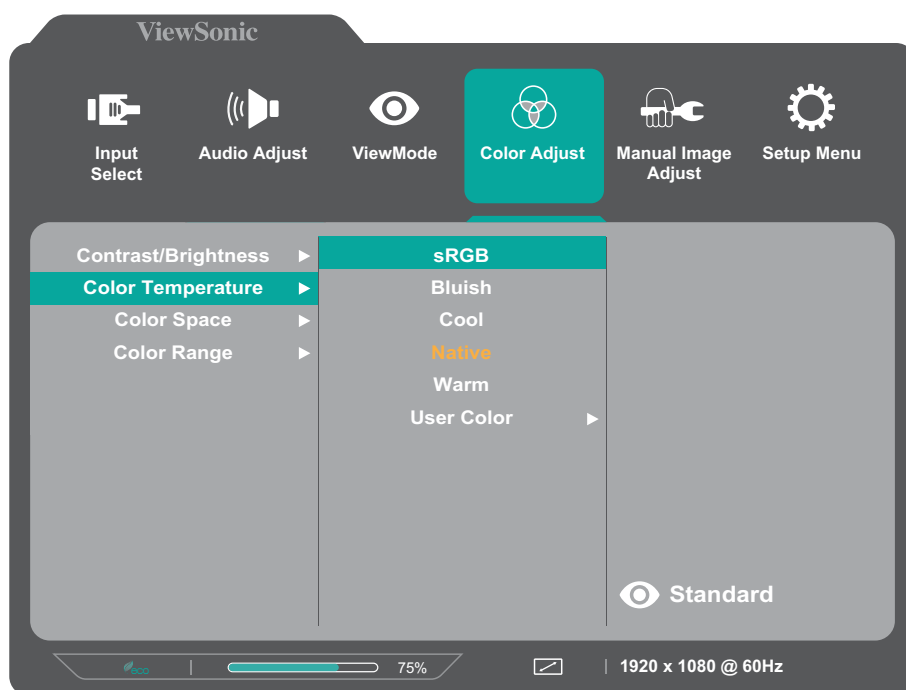 ViewSonic
Input
Select
Audio Adjust
ViewMode
Color Adjust
Manual Image
Adjust
Setup Menu
Contrast/Brightness
Color Temperature
Color Space
Color Range
sRGB
Bluish
Cool
Native
Warm
User Color
Standard
eco
75%
1920 x 1080 @ 60Hz